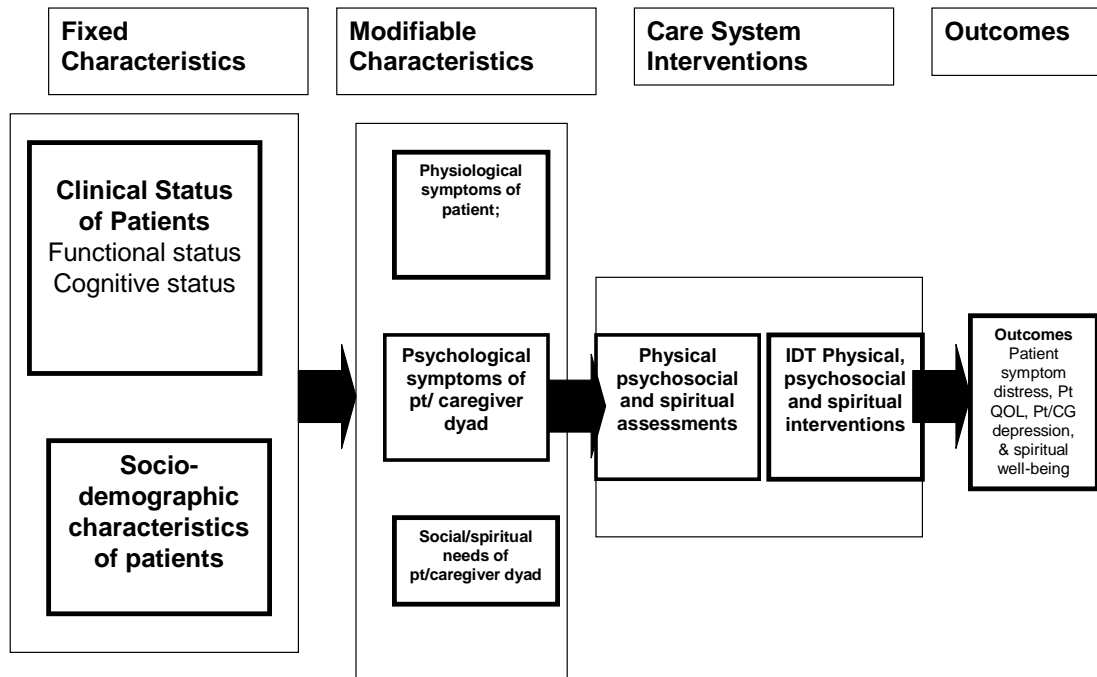 Fixed
Characteristics
Modifiable
Characteristics
Care System
Interventions
Outcomes
Clinical Status
of Patients
Functional status
Cognitive status
Socio-
demographic
characteristics
of patients
Physiological
symptoms of
patient;
Psychological
symptoms of
pt/ caregiver
dyad
Social/spiritual
needs of
pt/caregiver dyad
Physical
psychosocial
and spiritual
assessments
IDT Physical,
psychosocial
and spiritual
interventions
Outcomes
Patient
symptom
distress, Pt
QOL, Pt/CG
depression,
& spiritual
well-being